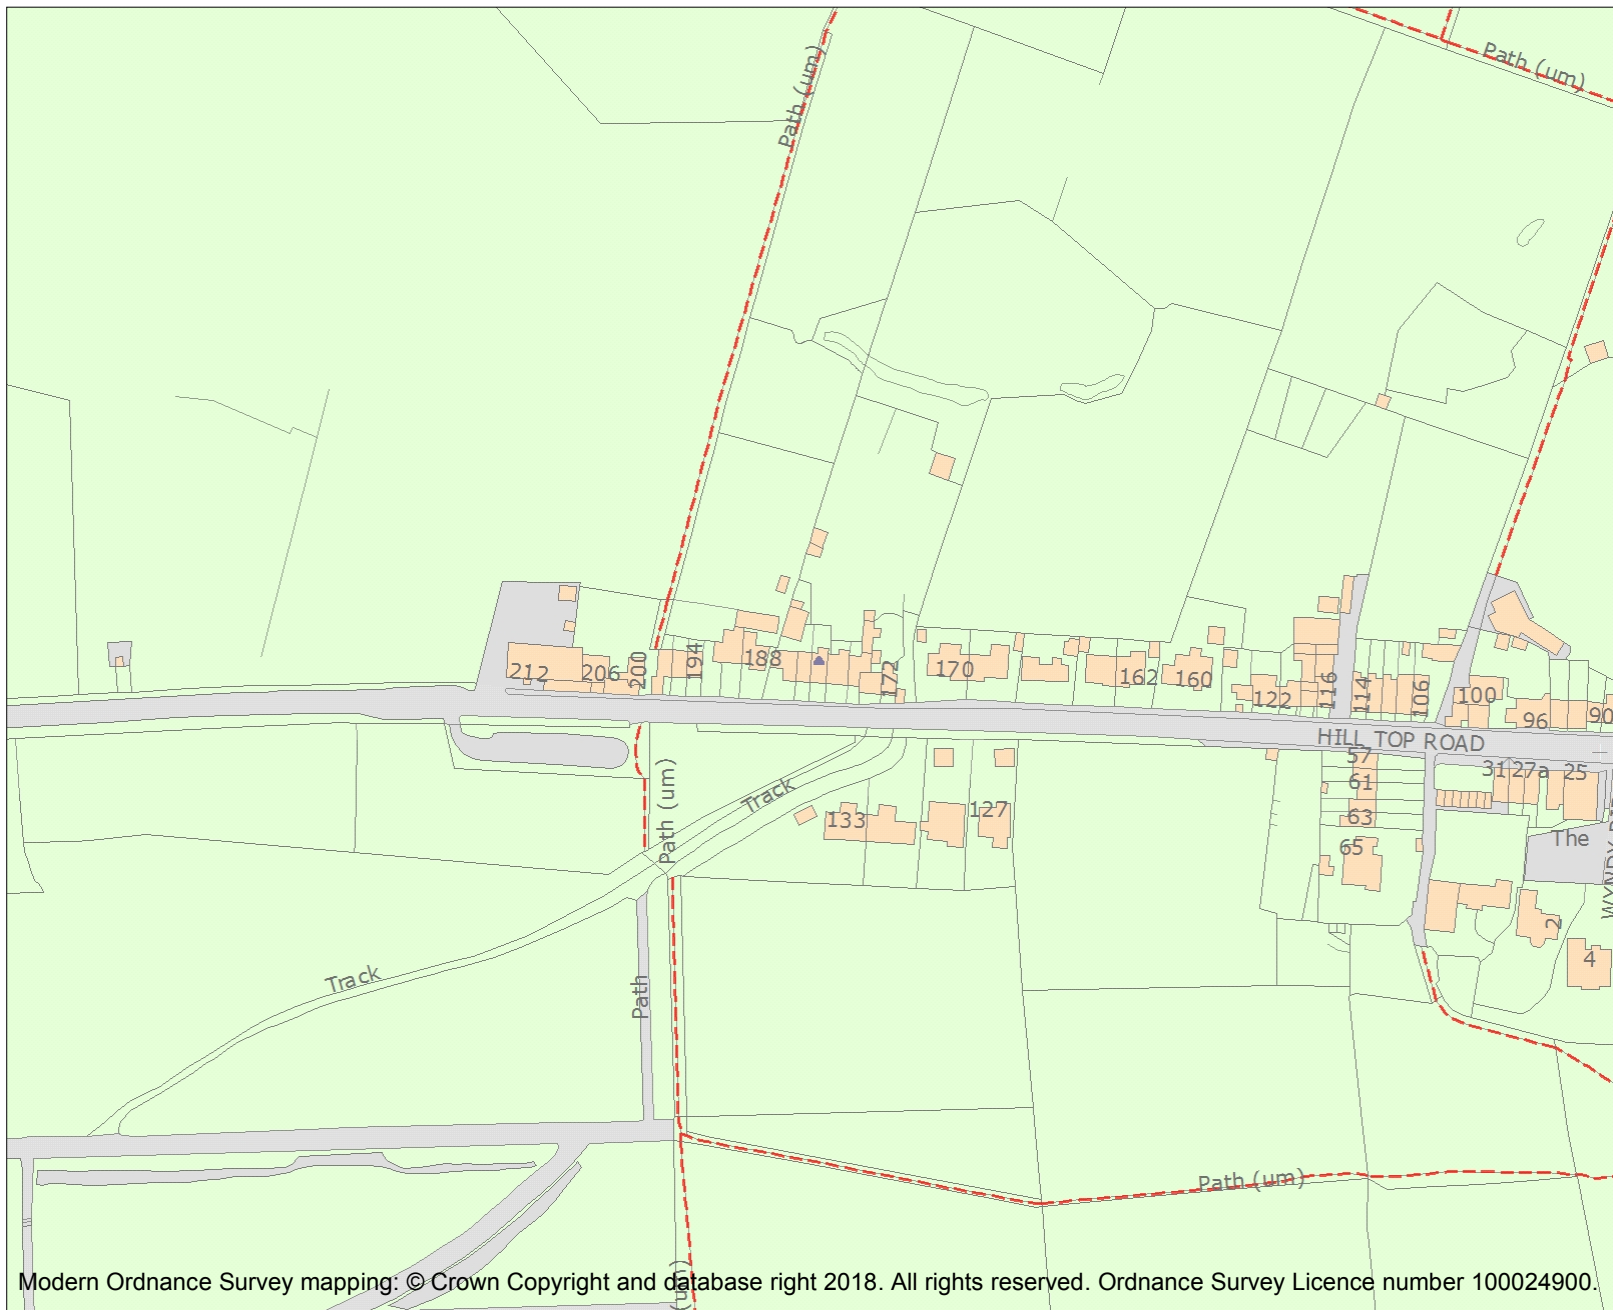 Path (um)
Path (um)
212
206
200
194
188
172
170
162
160
122
116
114
106
100
96
90
HILL TOP ROAD
57
61
63
65
31
27a
25
The
Track
Path (um)
133
127
2
4
Track
Path
Path (um)
(um)
Modern Ordnance Survey mapping: © Crown Copyright and database right 2018. All rights reserved. Ordnance Survey Licence number 100024900.